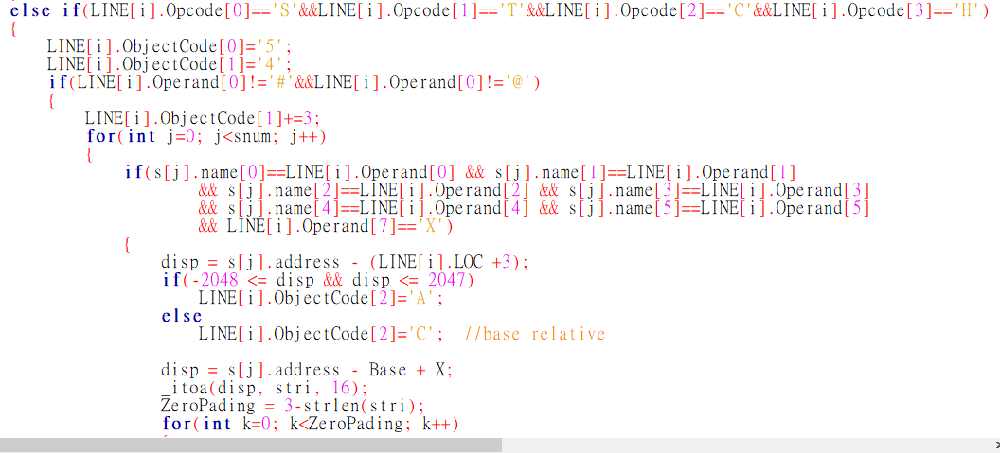 else if(LINE[i].Opcode[0]=='S'&&LINE[i].Opcode[1]=='T'&&LINE[i].Opcode[2]=='C'&&LINE[i].Opcode[3]=='H')
{
    LINE[i].ObjectCode[0]='5';
    LINE[i].ObjectCode[1]='4';
    if(LINE[i].Operand[0]!='#'&&LINE[i].Operand[0]!='@')
    {
        LINE[i].ObjectCode[1]+=3;
        for(int j=0; j<snum; j++)
        {
            if(s[j].name[0]==LINE[i].Operand[0] && s[j].name[1]==LINE[i].Operand[1]
                    && s[j].name[2]==LINE[i].Operand[2] && s[j].name[3]==LINE[i].Operand[3]
                    && s[j].name[4]==LINE[i].Operand[4] && s[j].name[5]==LINE[i].Operand[5]
                    && LINE[i].Operand[7]=='X')
            {
                disp = s[j].address - (LINE[i].LOC +3);
                if(-2048 <= disp && disp <= 2047)
                    LINE[i].ObjectCode[2]='A';
                else
                    LINE[i].ObjectCode[2]='C';  //base relative

                disp = s[j].address - Base + X;
                _itoa(disp, stri, 16);
                ZeroPading = 3-strlen(stri);
                for(int k=0; k<ZeroPading; k++)